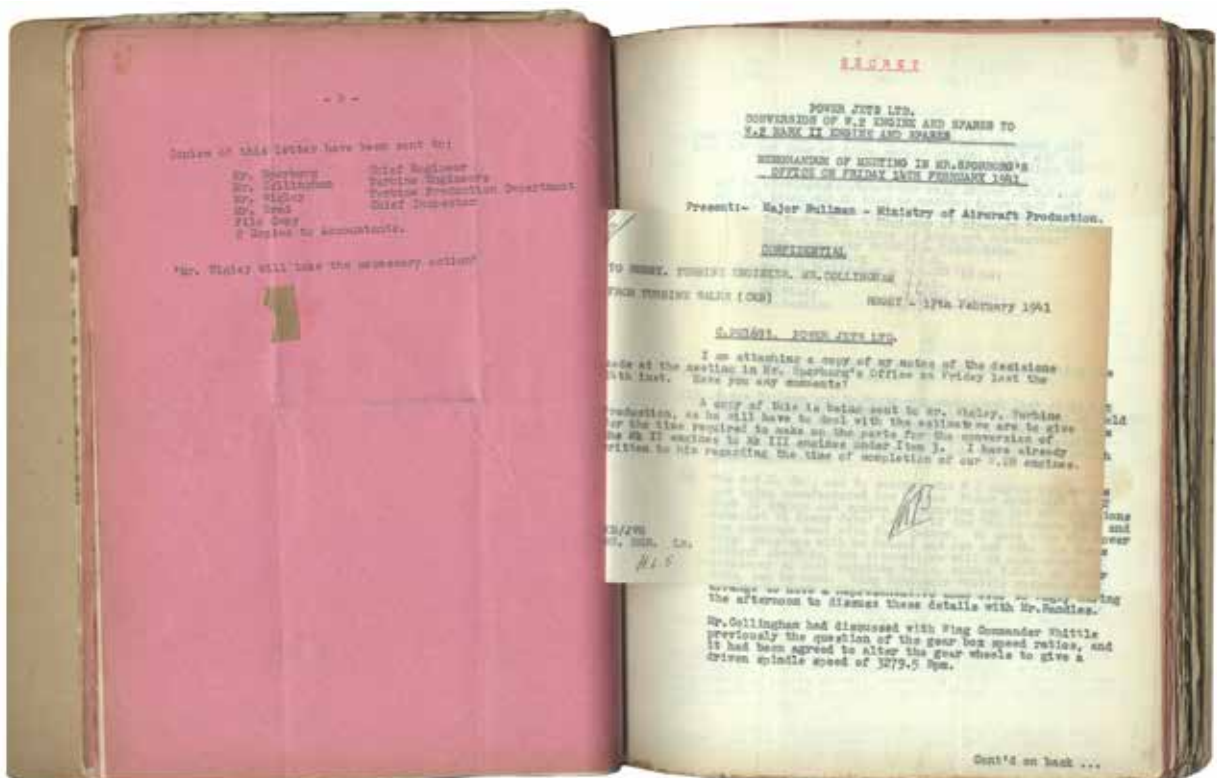 - 2 -
Copies of this letter have been sent to:
Mr. Sporborg Chief Engineer
Mr. Collingham Turbine Engineers
Mr. Wigley Turbine Production Department
Chief Inspector
File Copy
2 Copies to Accountants.
"Mr. Wigley will take the necessary action"
SECRET
POWER JETS LTD.
CONVERSION OF W.2 ENGINE AND SPARES TO
W.2 MARK II ENGINE AND SPARES
MEMORANDUM OF MEETING IN MR.SPORBORG'S
OFFICE ON FRIDAY 14TH FEBRUARY 1941
Present:- Major Bullman - Ministry of Aircraft Production.
CONFIDENTIAL
TO RUGBY. TURBINE ENGINEERS. MR.COLLINGHAM
FROM TURBINE SALES RUGBY - 17th February 1941
POWER JETS LTD.
I am attaching a copy of my notes of the decisions
made at the meeting in Mr. Sporborg's Office on Friday last the
14th inst. Have you any comments?
A copy of this is being sent to Mr. Wigley, Turbine
Production, as he will have to deal with the estimates we are to give
for the time required to make up the parts for the conversion of
the Mk II engines to Mk III engines under Item 3. I have already
written to him regarding the time of completion of our engines.
the afternoon to discuss these details with Mr.Randles.
Mr.Collingham had discussed with Wing Commander Whittle
previously the question of the gear box speed ratios, and
it had been agreed to alter the gear wheels to give a
driven spindle speed of 3279.5 Rpm.
Cont'd on back ...